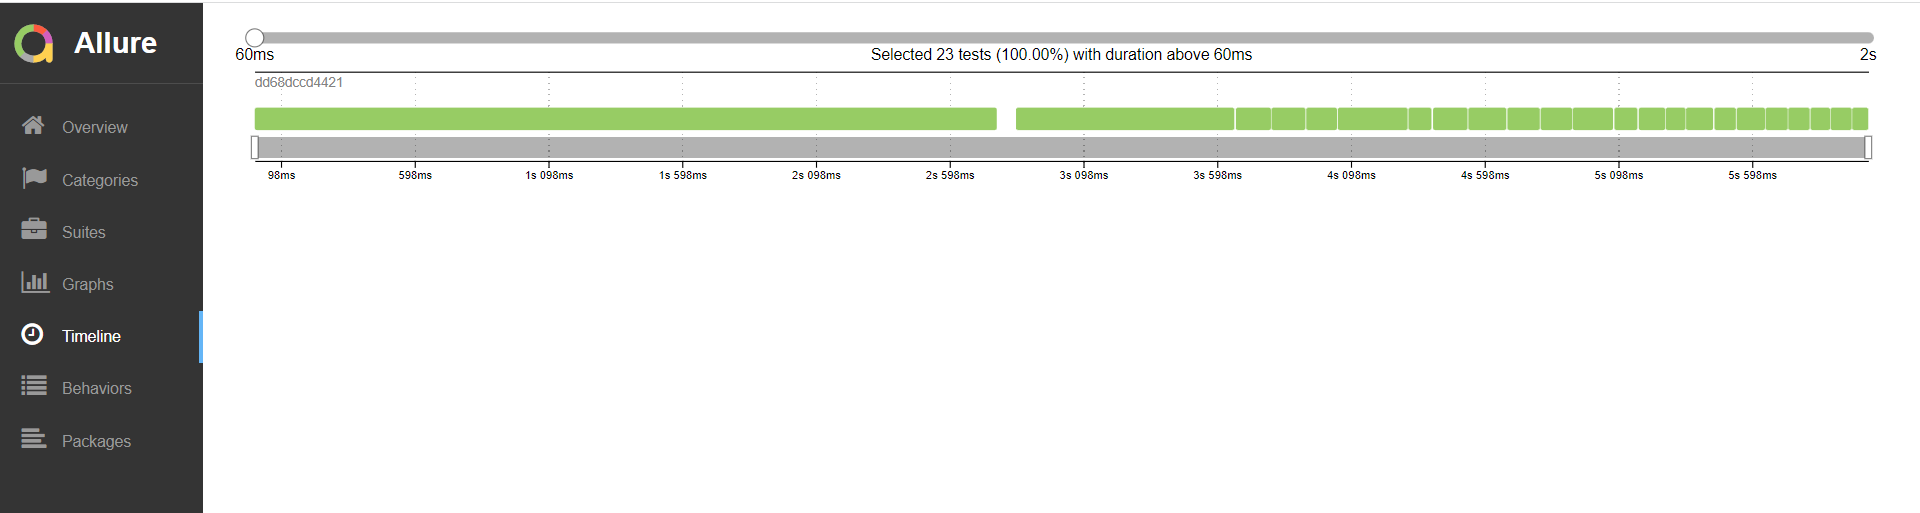 Allure
Overview
Categories
Suites
Graphs
Timeline
Behaviors
Packages
60ms Selected 23 tests (100.00%) with duration above 60ms 2s
dd68dccd4421
98ms 598ms 1s 098ms 1s 598ms 2s 098ms 2s 598ms 3s 098ms 3s 598ms 4s 098ms 4s 598ms 5s 098ms 5s 598ms